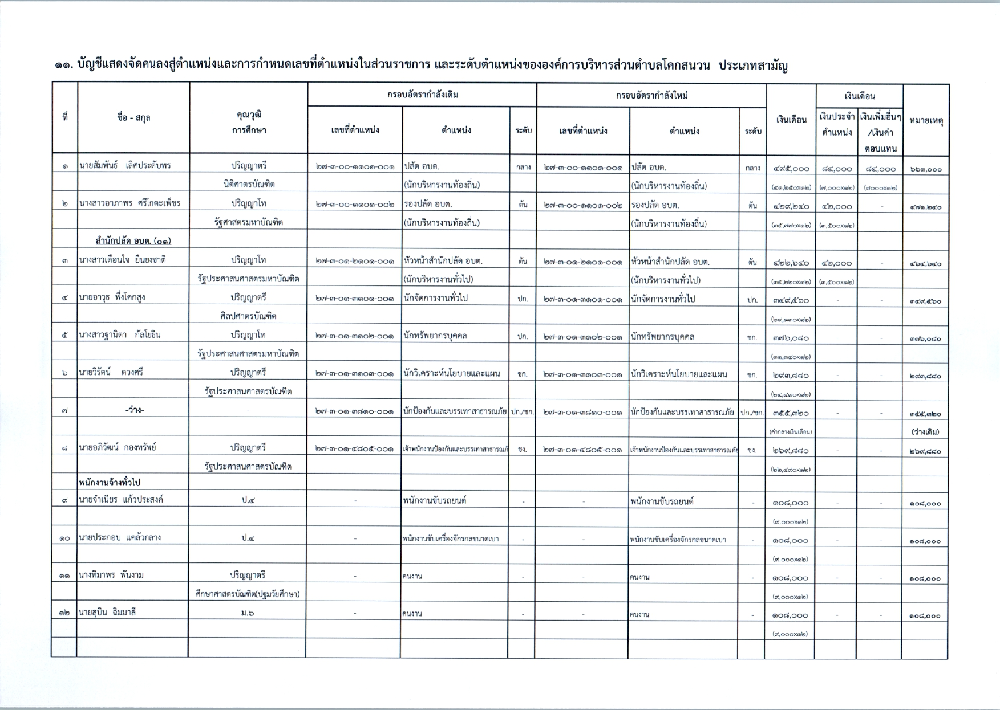 ๑๑. บัญชีแสดงจัดคนลงสู่ตำแหน่งและการกำหนดเลขที่ตำแหน่งในส่วนราชการ และระดับตำแหน่งขององค์การบริหารส่วนตำบลโคกสนวน ประเภทสามัญ
ที่ ชื่อ - สกุล คุณวุฒิ การศึกษา กรอบอัตรากำลังเดิม กรอบอัตรากำลังใหม่ เงินเดือน เงินเดือน หมายเหตุ
เลขที่ตำแหน่ง ตำแหน่ง ระดับ เลขที่ตำแหน่ง ตำแหน่ง ระดับ เงินประจำ ตำแหน่ง เงินเพิ่มอื่นๆ /เงินค่า ตอบแทน
๑ นายสัมพันธ์ เลิศประดับพร ปริญญาตรี ๒๗-๓-๐๐-๑๑๐๑-๐๐๑ ปลัด อบต. กลาง ๒๗-๓-๐๐-๑๑๐๑-๐๐๑ ปลัด อบต. กลาง ๔๙๕,๐๐๐ ๘๔,๐๐๐ ๘๔,๐๐๐ ๖๖๓,๐๐๐
นิติศาตรบัณฑิต (นักบริหารงานท้องถิ่น) (นักบริหารงานท้องถิ่น) (๔๑,๒๕๐x๑๒) (๗,๐๐๐x๑๒) (๗๐๐๐x๑๒)
๒ นางสาวอาภาพร ศรีโกตะเพ็ชร ปริญญาโท ๒๗-๓-๐๐-๑๑๐๑-๐๐๒ รองปลัด อบต. ต้น ๒๗-๓-๐๐-๑๑๐๑-๐๐๒ รองปลัด อบต. ต้น ๔๒๙,๒๔๐ ๔๒,๐๐๐ - ๔๗๑,๒๔๐
รัฐศาสตรมหาบัณฑิต (นักบริหารงานท้องถิ่น) (นักบริหารงานท้องถิ่น) (๓๕,๗๗๐x๑๒) (๓,๕๐๐x๑๒)
สำนักปลัด อบต. (๐๑)
๓ นางสาวเตือนใจ ยืนยงชาติ ปริญญาโท ๒๗-๓-๐๑-๒๑๐๑-๐๐๑ หัวหน้าสำนักปลัด อบต. ต้น ๒๗-๓-๐๑-๒๑๐๑-๐๐๑ หัวหน้าสำนักปลัด อบต. ต้น ๔๒๒,๖๔๐ ๔๒,๐๐๐ - ๔๖๔,๖๔๐
รัฐประศาสนศาสตรมหาบัณฑิต (นักบริหารงานทั่วไป) (นักบริหารงานทั่วไป) (๓๕,๒๒๐x๑๒) (๓,๕๐๐x๑๒)
๔ นายอาวุธ พึ่งโคกสูง ปริญญาตรี ๒๗-๓-๐๑-๓๑๐๑-๐๐๑ นักจัดการงานทั่วไป ปก. ๒๗-๓-๐๑-๓๑๐๑-๐๐๑ นักจัดการงานทั่วไป ปก. ๓๔๙,๕๖๐ - - ๓๔๙,๕๖๐
ศิลปศาตรบัณฑิต (๒๙,๑๓๐x๑๒)
๕ นางสาวฐานิตา กัลโยธิน ปริญญาโท ๒๗-๓-๐๑-๓๑๐๒-๐๐๑ นักทรัพยากรบุคคล ปก. ๒๗-๓-๐๑-๓๑๐๒-๐๐๑ นักทรัพยากรบุคคล ชก. ๓๗๖,๐๘๐ - - ๓๗๖,๐๘๐
รัฐประศาสนศาสตรมหาบัณฑิต (๓๑,๓๔๐x๑๒)
๖ นายวิรัตน์ ดวงศรี ปริญญาตรี ๒๗-๓-๐๑-๓๑๐๓-๐๐๑ นักวิเคราะห์นโยบายและแผน ชก. ๒๗-๓-๐๑-๓๑๐๓-๐๐๑ นักวิเคราะห์นโยบายและแผน ชก. ๒๙๓,๘๘๐ - - ๒๙๓,๘๘๐
รัฐประศาสนศาสตรบัณฑิต (๒๔,๔๙๐x๑๒)
๗ -ว่าง- - ๒๗-๓-๐๑-๓๘๑๐-๐๐๑ นักป้องกันและบรรเทาสาธารณภัย ปก./ชก. ๒๗-๓-๐๑-๓๘๑๐-๐๐๑ นักป้องกันและบรรเทาสาธารณภัย ปก./ชก. ๓๕๕,๓๒๐ - - ๓๕๕,๓๒๐
(ค่ากลางเงินเดือน) (ว่างเดิม)
๘ นายอภิวัฒน์ กองทรัพย์ ปริญญาตรี ๒๗-๓-๐๑-๔๘๐๕-๐๐๑ เจ้าพนักงานป้องกันและบรรเทาสาธารณภั ชง. ๒๗-๓-๐๑-๔๘๐๕-๐๐๑ เจ้าพนักงานป้องกันและบรรเทาสาธารณภั ชง. ๒๖๙,๘๘๐ - - ๒๖๙,๘๘๐
รัฐประศาสนศาสตรบัณฑิต (๒๒,๔๙๐x๑๒)
พนักงานจ้างทั่วไป
๙ นายจำเนียร แก้วประสงค์ ป.๔ - พนักงานขับรถยนต์ - - พนักงานขับรถยนต์ - ๑๐๘,๐๐๐ - - ๑๐๘,๐๐๐
(๙,๐๐๐x๑๒)
๑๐ นายประกอบ แคล้วกลาง ป.๔ - พนักงานขับเครื่องจักรกลขนาดเบา - - พนักงานขับเครื่องจักรกลขนาดเบา - ๑๐๘,๐๐๐ - - ๑๐๘,๐๐๐
(๙,๐๐๐x๑๒)
๑๑ นางทิมาพร พันงาม ปริญญาตรี - คนงาน - - คนงาน - ๑๐๘,๐๐๐ - - ๑๐๘,๐๐๐
ศึกษาศาสตรบัณฑิต(ปฐมวัยศึกษา) (๙,๐๐๐x๑๒)
๑๒ นายสุบิน ฉิมมาลี ม.๖ - คนงาน - - คนงาน - ๑๐๘,๐๐๐ - - ๑๐๘,๐๐๐
(๙,๐๐๐x๑๒)